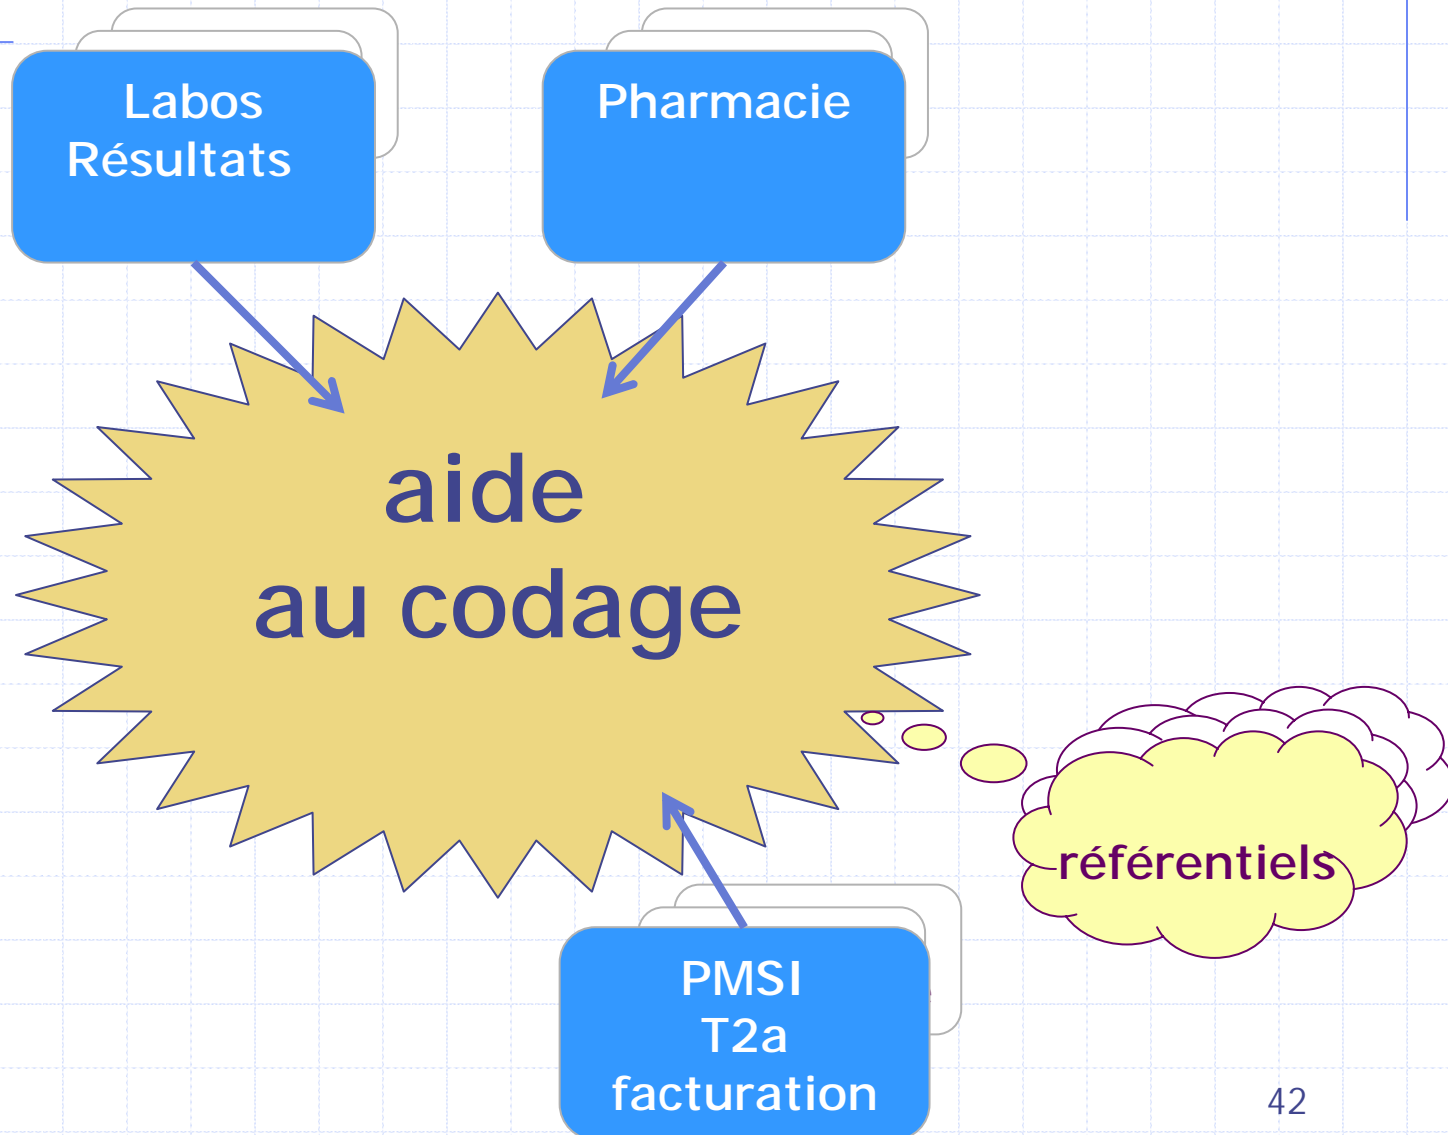 Labos
Résultats
Pharmacie
aide
au codage
référentiels
PMSI
T2a
facturation
42